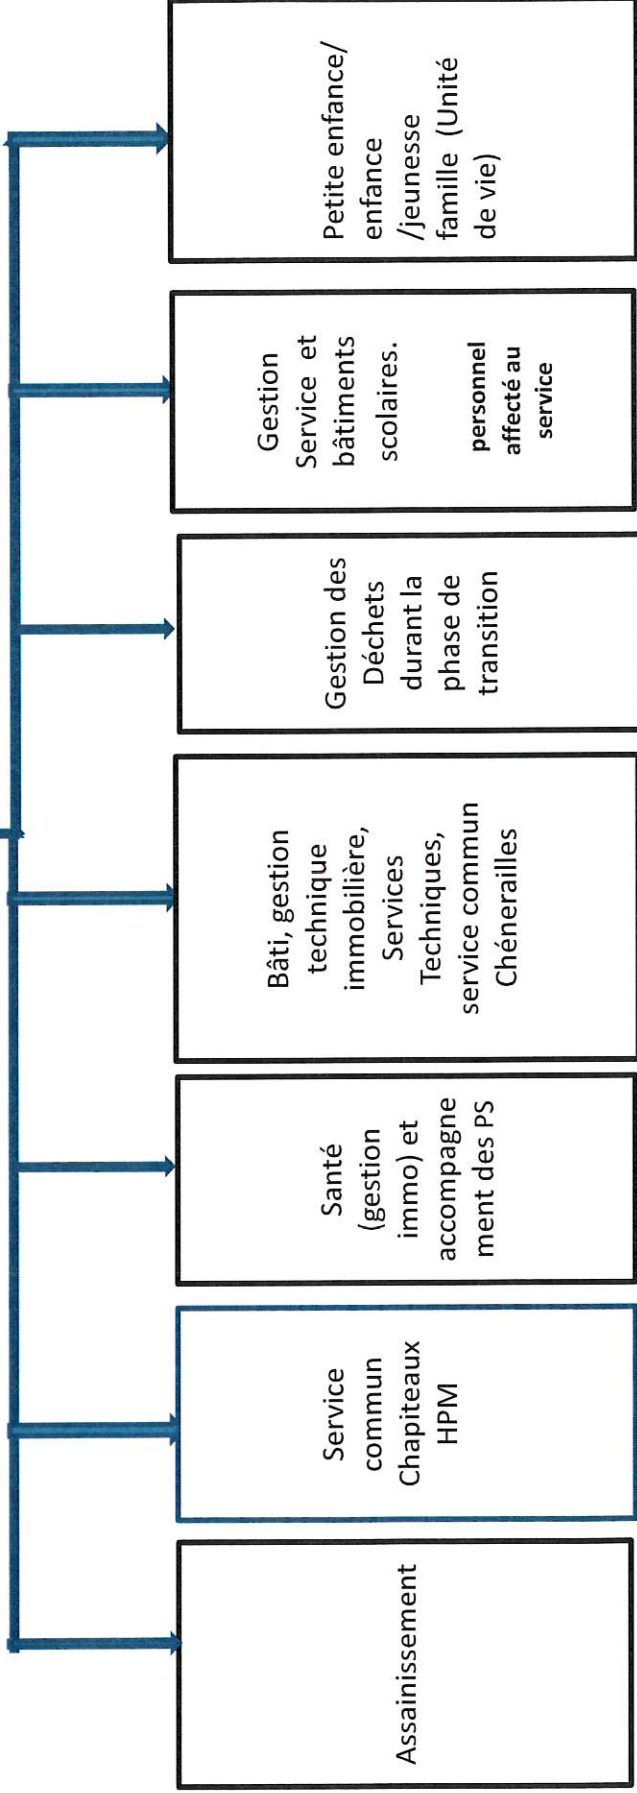 Assainissement
Service
commun
Chapiteaux
HPM
Santé
(gestion
immo) et
accompagne
ment des PS
Bâti, gestion
technique
immobilière,
Services
Techniques,
service commun
Chénerailles
Gestion des
Déchets
durant la
phase de
transition
Gestion
Service et
bâtiments
scolaires.
personnel
affecté au
service
Petite enfance/
enfance
/jeunesse
famille (Unité
de vie)